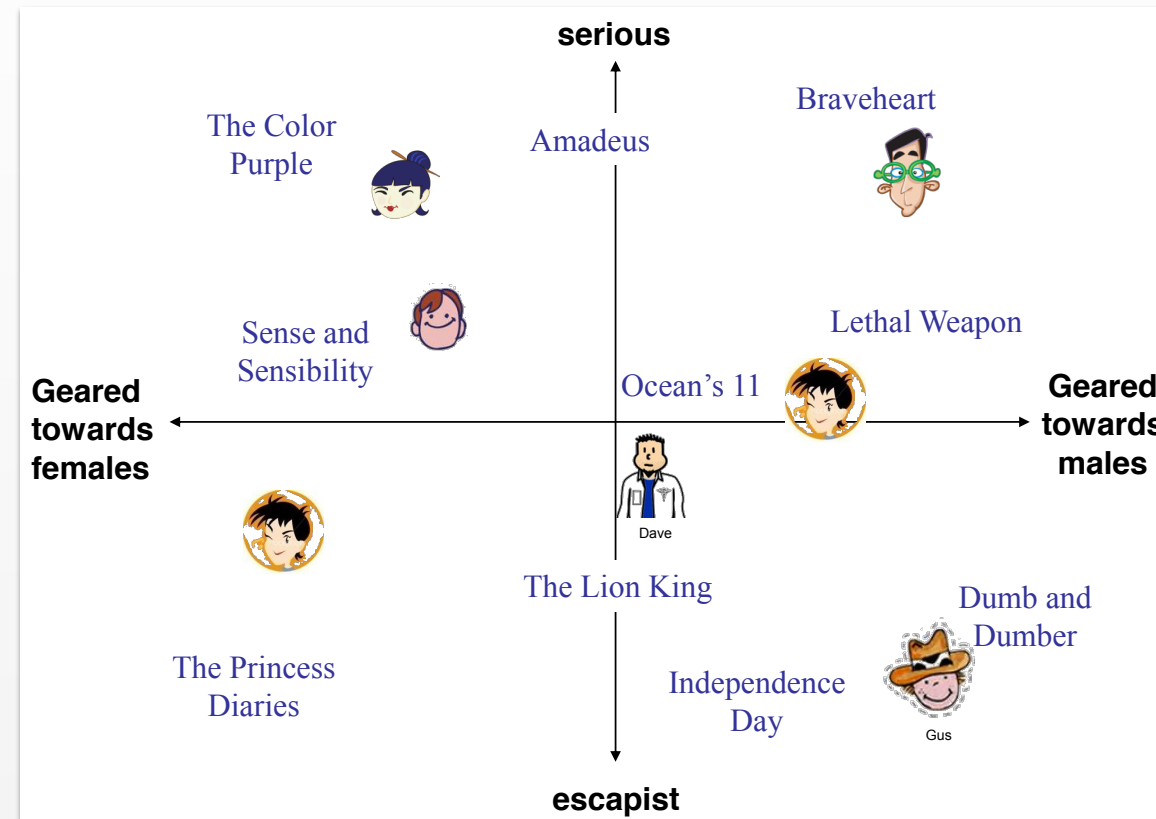 serious
Braveheart
The Color
Purple
Amadeus
Lethal Weapon
Sense and
Sensibility
Ocean's 11
Geared
towards
females
Geared
towards
males
Dave
The Lion King
Dumb and
Dumber
The Princess
Diaries
Independence
Day
Gus
escapist